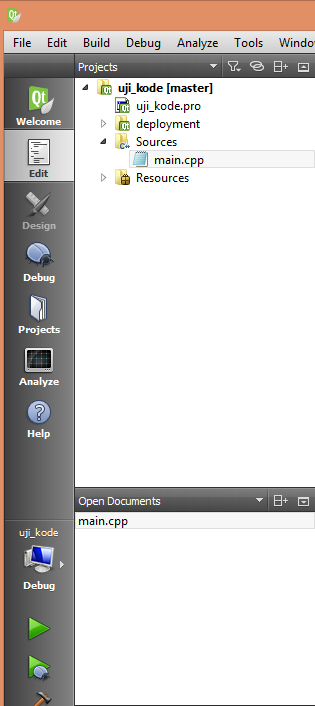 File Edit Build Debug Analyze Tools
Projects
uji_kode [master]
uji_kode.pro
deployment
Sources
main.cpp
Resources
Qt
Welcome
Edit
Design
Debug
Projects
Analyze
Help
Open Documents
main.cpp
uji_kode
Debug